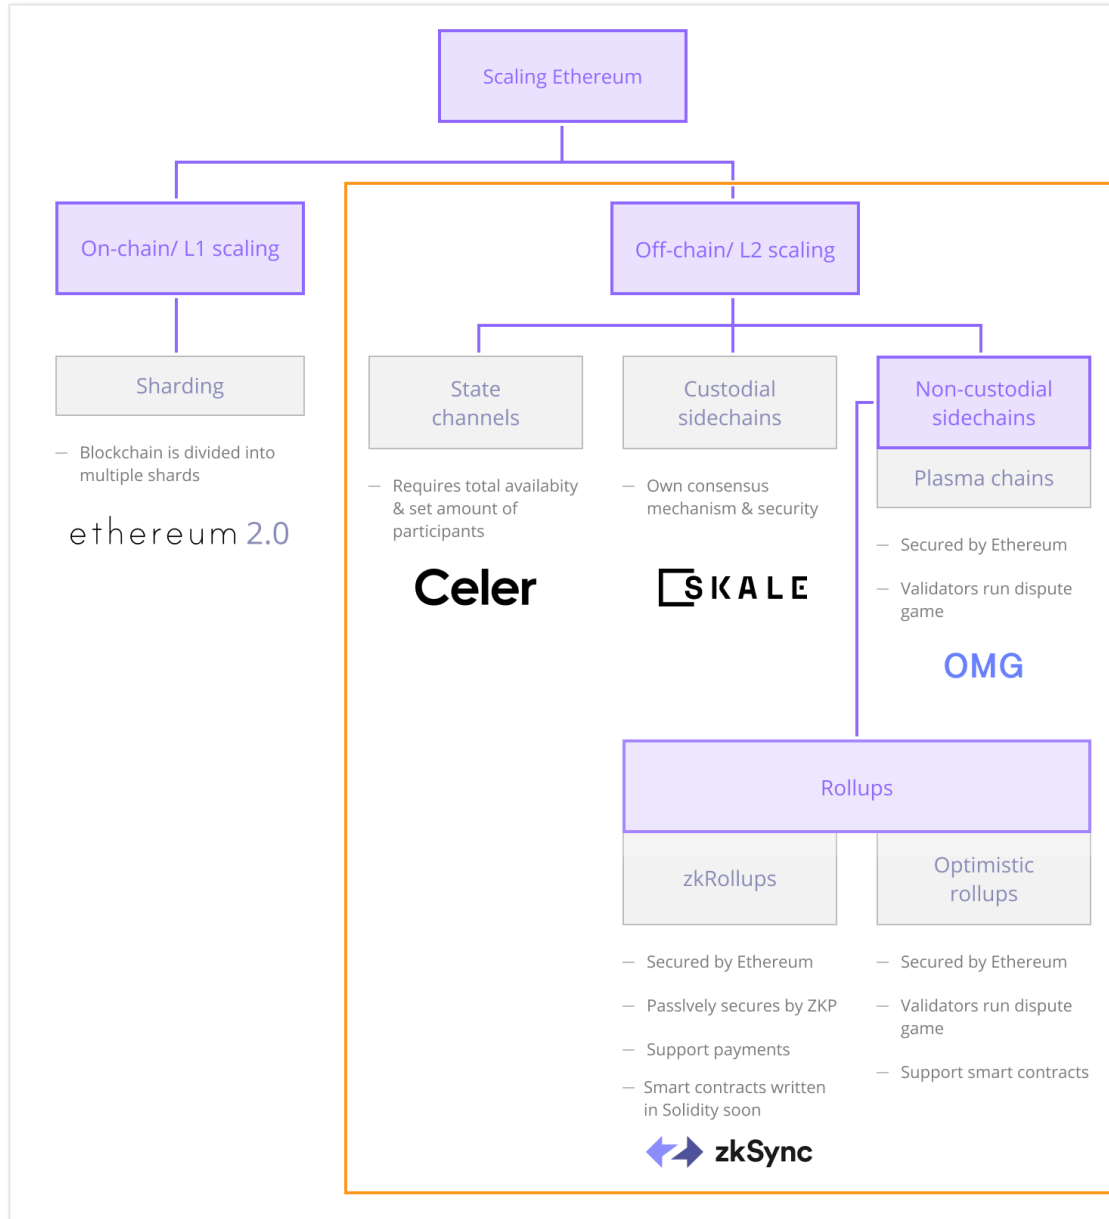 Scaling Ethereum
On-chain/ L1 scaling
Off-chain/ L2 scaling
Sharding
— Blockchain is divided into
multiple shards
ethereum 2.0
State
channels
— Requires total availabity
& set amount of
participants
Celer
Custodial
sidechains
— Own consensus
mechanism & security
SKALE
Non-custodial
sidechains
Plasma chains
— Secured by Ethereum
— Validators run dispute
game
OMG
Rollups
zkRollups
— Secured by Ethereum
— Passlvely secures by ZKP
— Support payments
— Smart contracts written
in Solidity soon
zkSync
Optimistic
rollups
— Secured by Ethereum
— Validators run dispute
game
— Support smart contracts